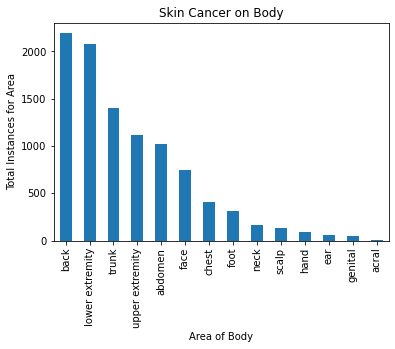 Skin Cancer on Body
Total Instances for Area
2000
1500
1000
500
0
back
lower extremity
trunk
upper extremity
abdomen
face
chest
foot
neck
scalp
hand
ear
genital
acral
Area of Body